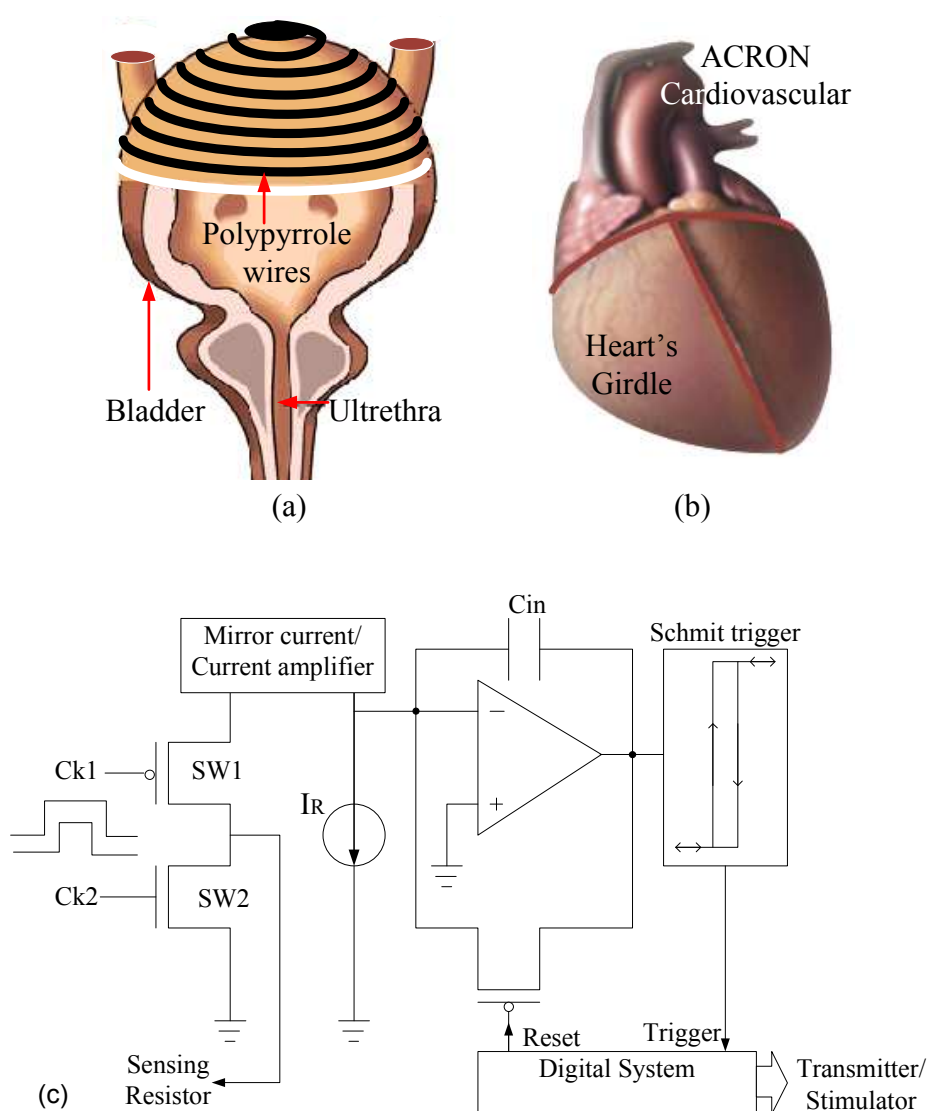 ACRON
Cardiovascular
Polypyrrole
wires
Heart's
Girdle
Bladder
Ultrethra
(a)
(b)
Cin
Mirror current/
Current amplifier
Schmit trigger
Ck1
SW1
−
+
IR
Ck2
SW2
Reset
Trigger
Sensing
Resistor
Digital System
Transmitter/
Stimulator
(c)